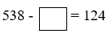 538 - □ = 124